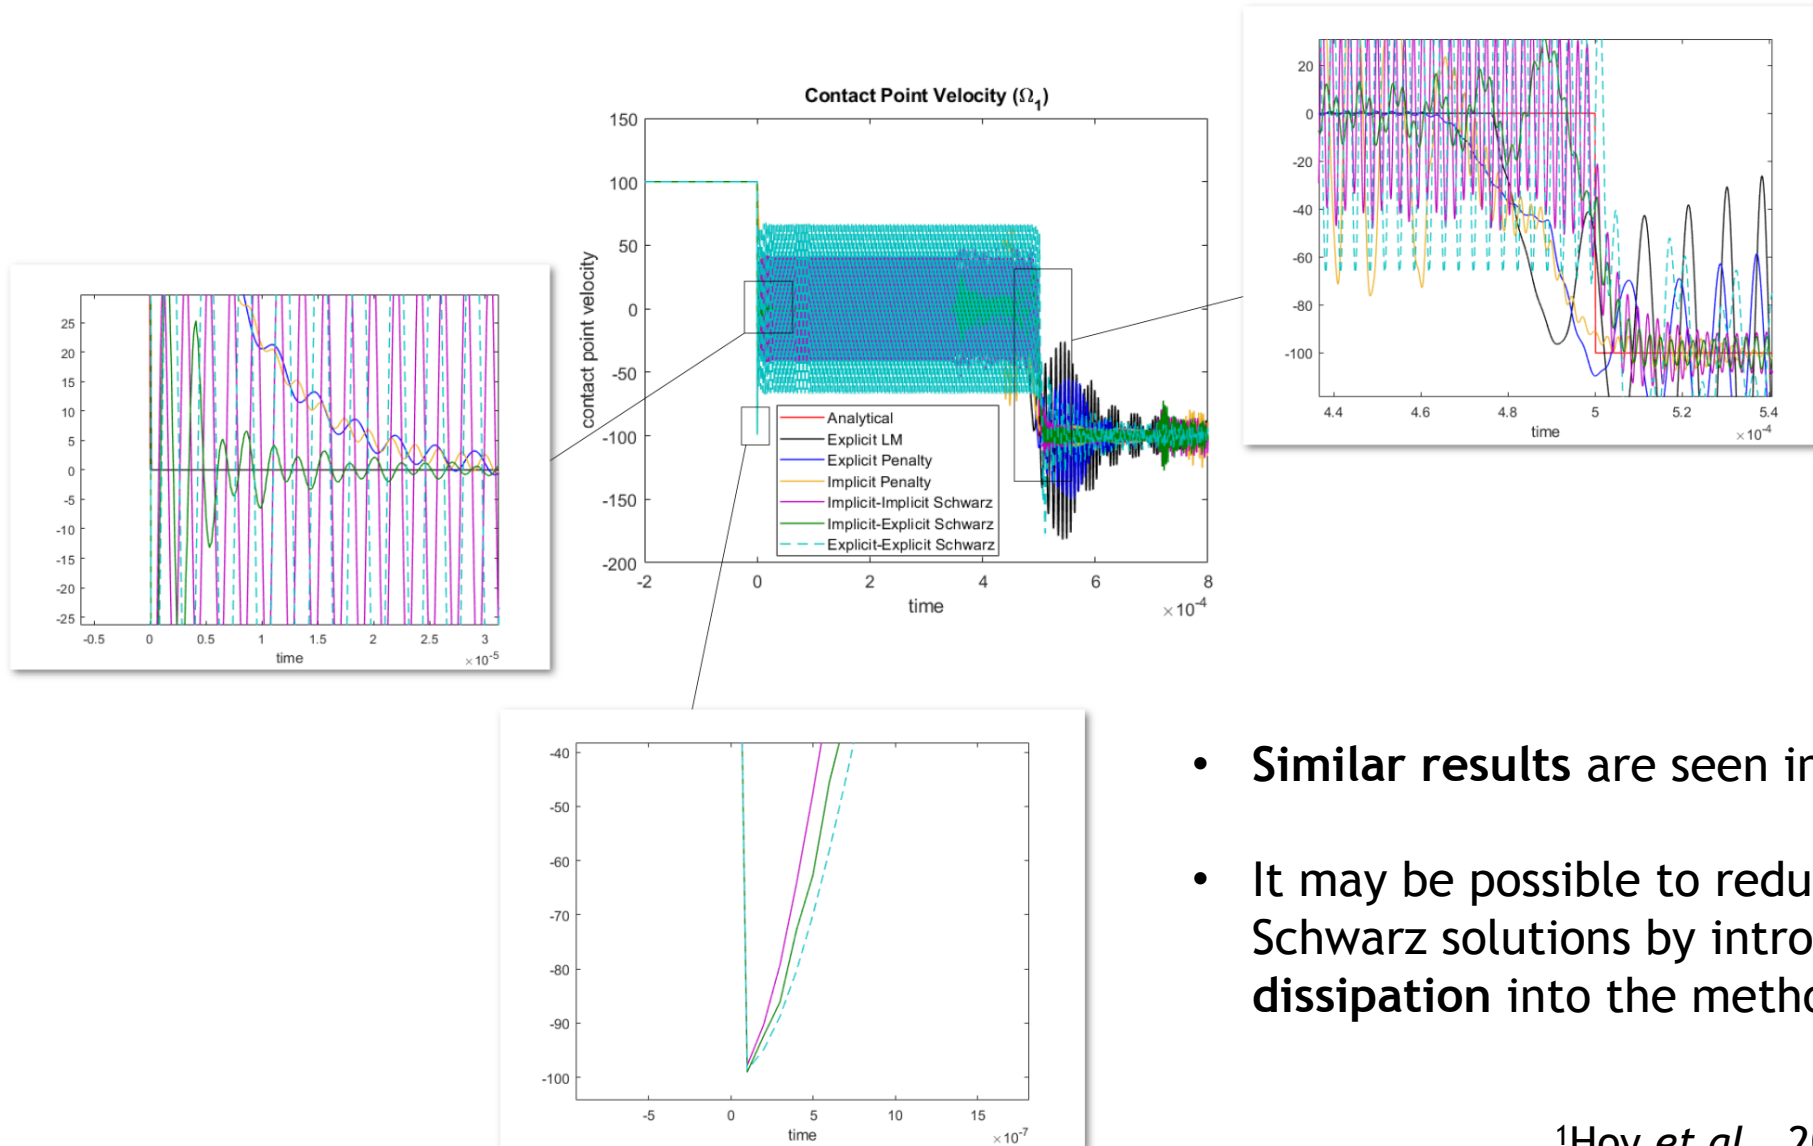 Contact Point Velocity (Ω1)
150
100
50
0
-50
-100
-150
-200
contact point velocity
-2 0 2 4 6 8
time
×10-4
Analytical
Explicit LM
Explicit Penalty
Implicit Penalty
Implicit-Implicit Schwarz
Implicit-Explicit Schwarz
Explicit-Explicit Schwarz
20
0
-20
-40
-60
-80
-100
4.4 4.6 4.8 5 5.2 5.4
time
×10-4
25
20
15
10
5
0
-5
-10
-15
-20
-25
-0.5 0 0.5 1 1.5 2 2.5 3
time
×10-5
-40
-50
-60
-70
-80
-90
-100
-5 0 5 10 15
time
×10-7
• Similar results are seen in
• It may be possible to redu
Schwarz solutions by intro
dissipation into the metho
1Hoy et al., 20